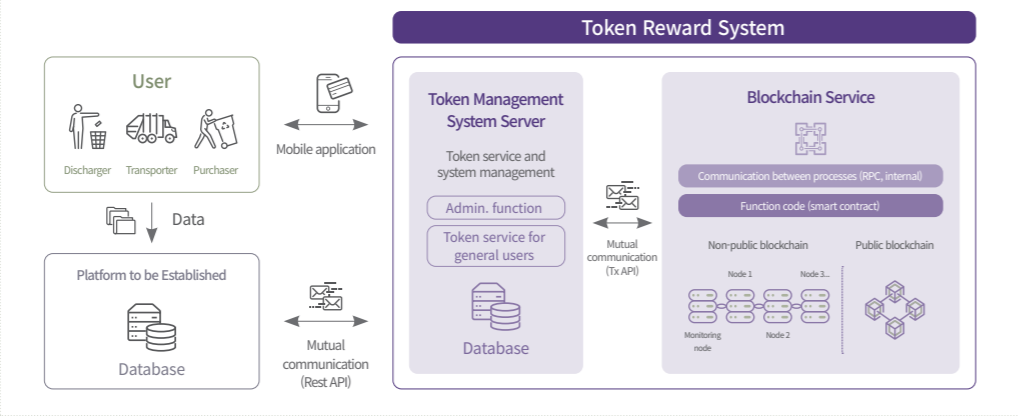 Token Reward System
User
Discharger
Transporter
Purchaser
Data
Platform to be Established
Database
Mobile application
Mutual
communication
(Rest API)
Token Management
System Server
Token service and
system management
Admin. function
Token service for
general users
Database
Mutual
communication
(Tx API)
Blockchain Service
Communication between processes (RPC, internal)
Function code (smart contract)
Non-public blockchain
Node 1
Node 3...
Monitoring
node
Node 2
Public blockchain